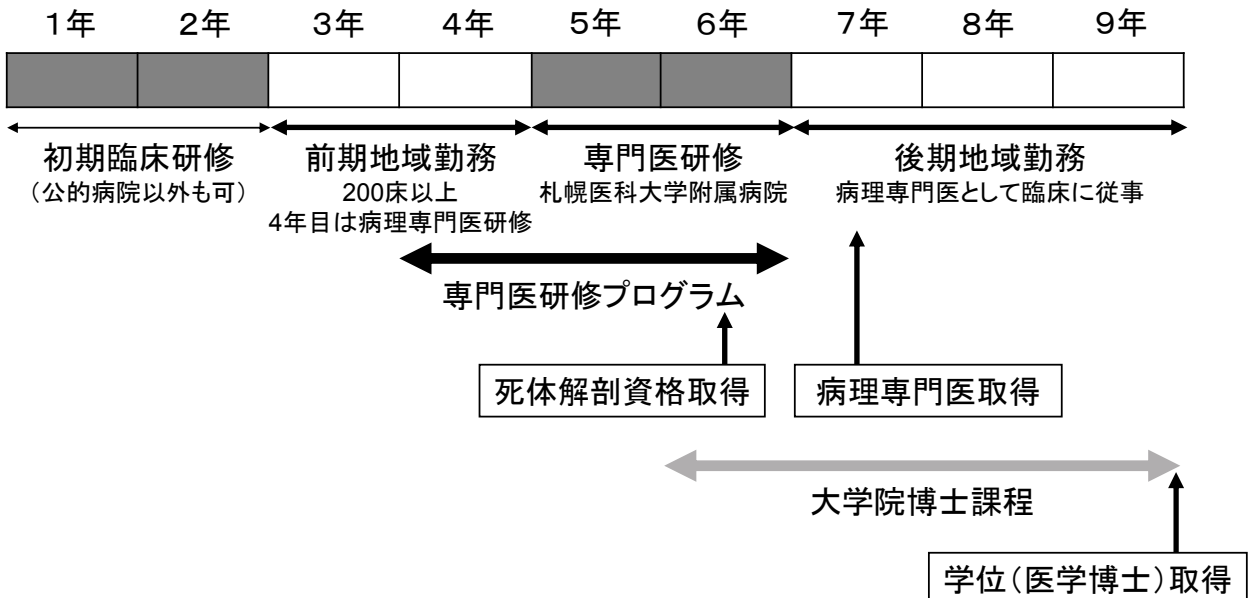 1年 2年 3年 4年 5年 6年 7年 8年 9年
初期臨床研修
(公的病院以外も可)
前期地域勤務
200床以上
4年目は病理専門医研修
専門医研修
札幌医科大学附属病院
後期地域勤務
病理専門医として臨床に従事
専門医研修プログラム
死体解剖資格取得
病理専門医取得
大学院博士課程
学位(医学博士)取得